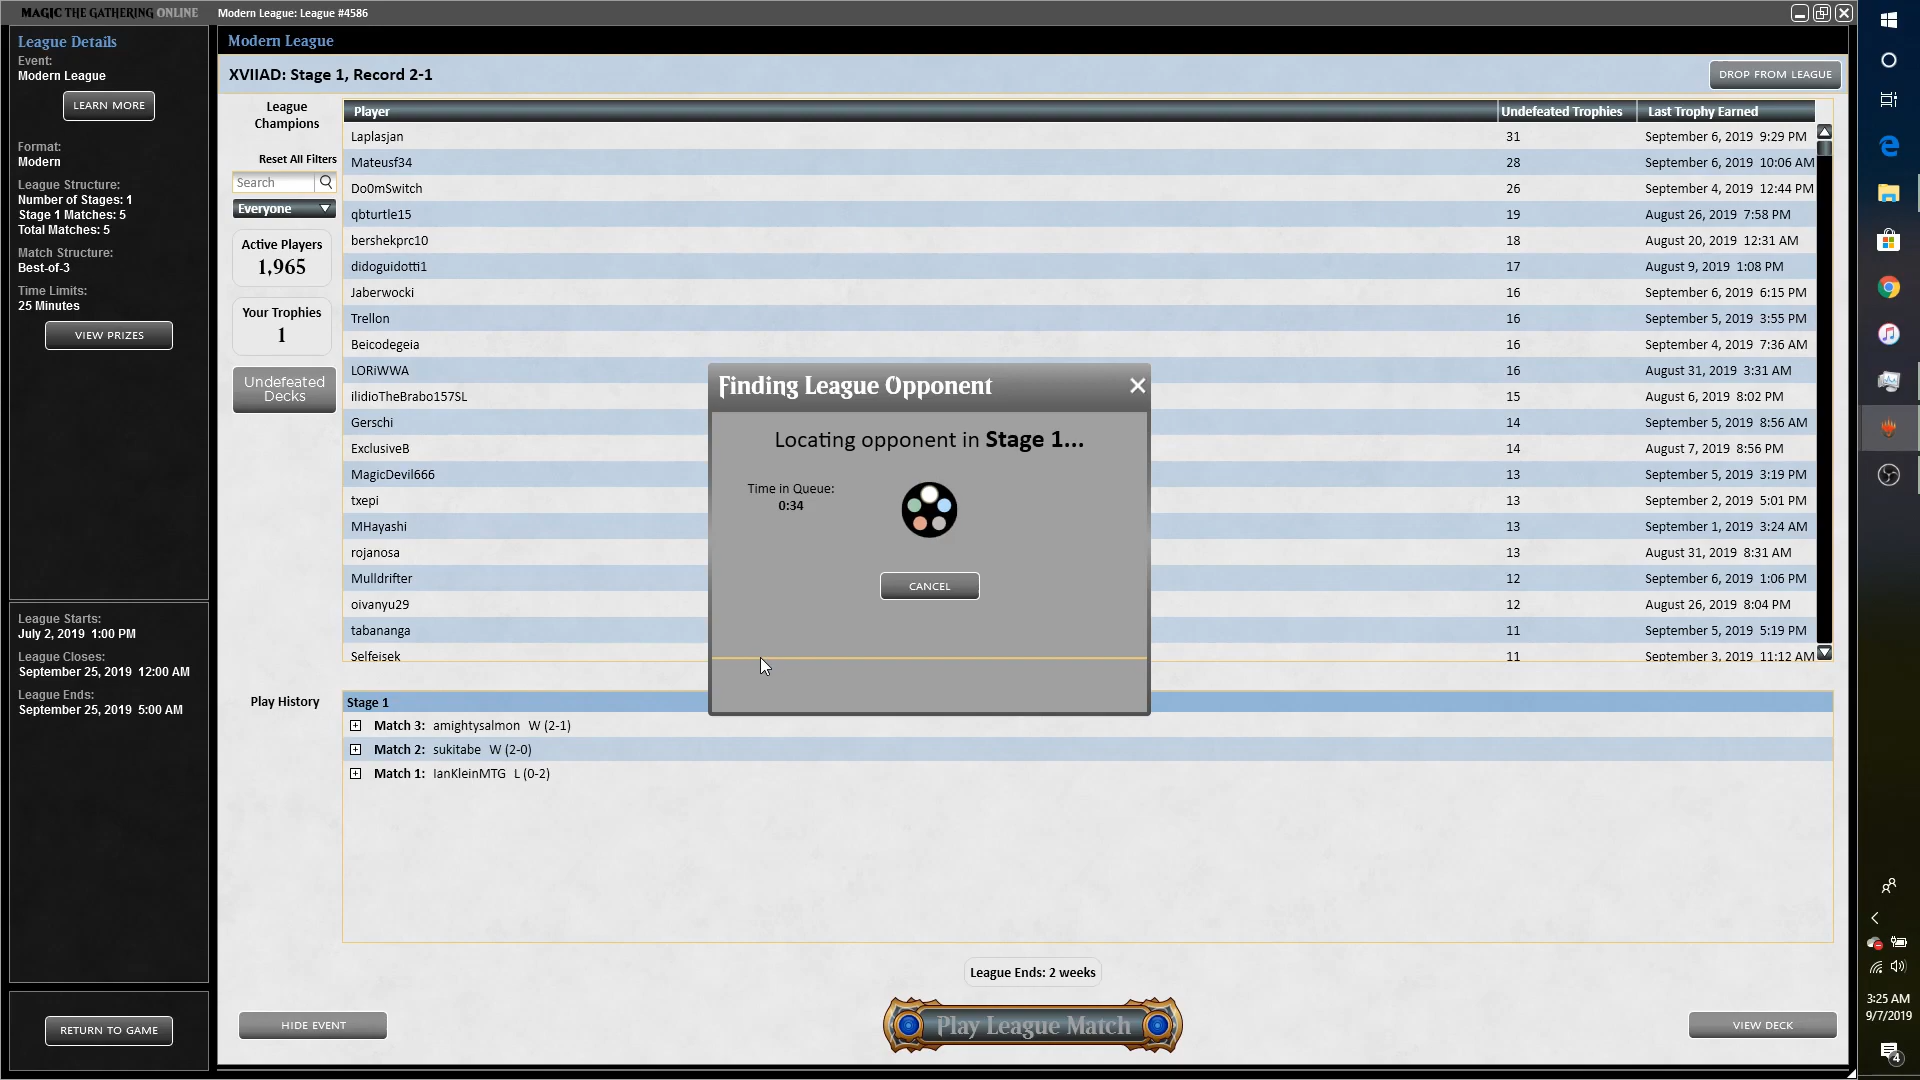 MAGIC THE GATHERING ONLINE
Modern League: League #4586
League Details
Event:
Modern League
LEARN MORE
Format:
Modern
League Structure:
Number of Stages: 1
Stage 1 Matches: 5
Total Matches: 5
Match Structure:
Best-of-3
Time Limits:
25 Minutes
VIEW PRIZES
League Starts:
July 2, 2019 1:00 PM
League Closes:
September 25, 2019 12:00 AM
League Ends:
September 25, 2019 5:00 AM
RETURN TO GAME
Modern League
XVIIAD: Stage 1, Record 2-1
DROP FROM LEAGUE
League
Champions
Reset All Filters
Search
Everyone
Active Players
1,965
Your Trophies
1
Undefeated
Decks
Player Undefeated Trophies Last Trophy Earned
Laplasjan 31 September 6, 2019 9:29 PM
Mateusf34 28 September 6, 2019 10:06 AM
Do0mSwitch 26 September 4, 2019 12:44 PM
qbturtle15 19 August 26, 2019 7:58 PM
bershekprc10 18 August 20, 2019 12:31 AM
didoguidotti1 17 August 9, 2019 1:08 PM
Jaberwocki 16 September 6, 2019 6:15 PM
Trellon 16 September 5, 2019 3:55 PM
Beicodegeia 16 September 4, 2019 7:36 AM
LORiWWA 16 August 31, 2019 3:31 AM
ilidioTheBrabo157SL 15 August 6, 2019 8:02 PM
Gerschi 14 September 5, 2019 8:56 AM
ExclusiveB 14 August 7, 2019 8:56 PM
MagicDevil666 13 September 5, 2019 3:19 PM
txepi 13 September 2, 2019 5:01 PM
MHayashi 13 September 1, 2019 3:24 AM
rojanosa 13 August 31, 2019 8:31 AM
Mulldrifter 12 September 6, 2019 1:06 PM
oivanyu29 12 August 26, 2019 8:04 PM
tabananga 11 September 5, 2019 5:19 PM
Selfeisek 11 September 3, 2019 11:12 AM
Finding League Opponent
Locating opponent in Stage 1...
Time in Queue:
0:34
CANCEL
Play History
Stage 1
Match 3: amightysalmon W (2-1)
Match 2: sukitabe W (2-0)
Match 1: IanKleinMTG L (0-2)
League Ends: 2 weeks
HIDE EVENT
Play League Match
VIEW DECK
3:25 AM
9/7/2019
4